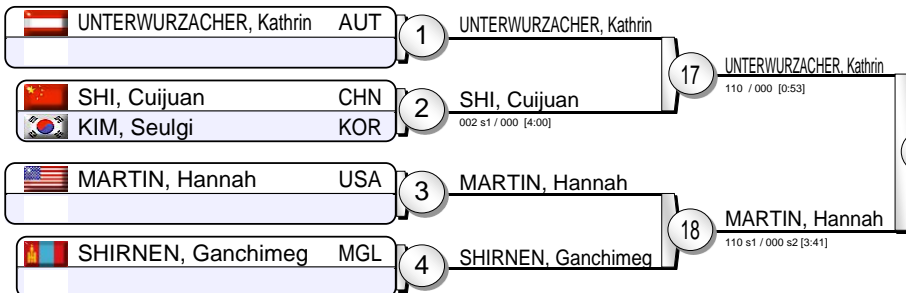 UNTERWURZACHER, Kathrin AUT
1
UNTERWURZACHER, Kathrin
17
UNTERWURZACHER, Kathrin
110 / 000 [0:53]
SHI, Cuijuan CHN
KIM, Seulgi KOR
2
SHI, Cuijuan
002 s1 / 000 [4:00]
MARTIN, Hannah USA
3
MARTIN, Hannah
18
MARTIN, Hannah
110 s1 / 000 s2 [3:41]
SHIRNEN, Ganchimeg MGL
4
SHIRNEN, Ganchimeg